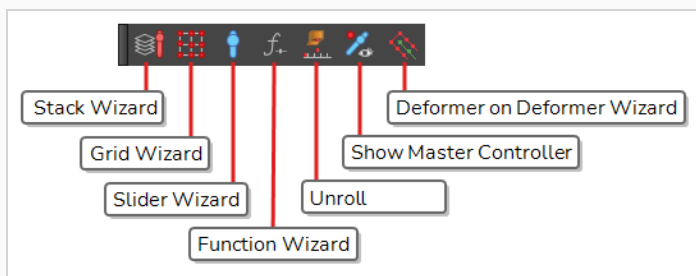 Stack Wizard
Deformer on Deformer Wizard
Grid Wizard
Show Master Controller
Slider Wizard
Unroll
Function Wizard